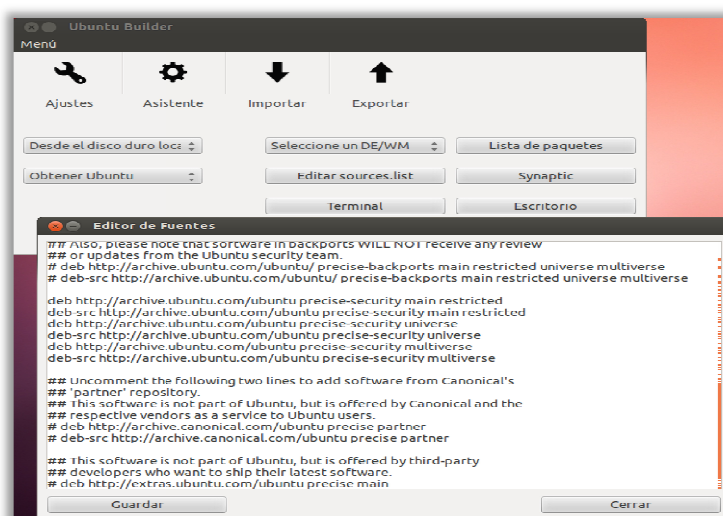 Ubuntu Builder
Menú
Ajustes Asistente Importar Exportar
Desde el disco duro loca Seleccione un DE/WM Lista de paquetes
Obtener Ubuntu Editar sources.list Synaptic
Terminal Escritorio
Editor de Fuentes
## Also, please note that software in backports WILL NOT receive any review
## or updates from the Ubuntu security team.
# deb http://archive.ubuntu.com/ubuntu/ precise-backports main restricted universe multiverse
# deb-src http://archive.ubuntu.com/ubuntu/ precise-backports main restricted universe multiverse
deb http://archive.ubuntu.com/ubuntu precise-security main restricted
deb-src http://archive.ubuntu.com/ubuntu precise-security main restricted
deb http://archive.ubuntu.com/ubuntu precise-security universe
deb-src http://archive.ubuntu.com/ubuntu precise-security universe
deb http://archive.ubuntu.com/ubuntu precise-security multiverse
deb-src http://archive.ubuntu.com/ubuntu precise-security multiverse
## Uncomment the following two lines to add software from Canonical's
## 'partner' repository.
## This software is not part of Ubuntu, but is offered by Canonical and the
## respective vendors as a service to Ubuntu users.
# deb http://archive.canonical.com/ubuntu precise partner
# deb-src http://archive.canonical.com/ubuntu precise partner
## This software is not part of Ubuntu, but is offered by third-party
## developers who want to ship their latest software.
# deb http://extras.ubuntu.com/ubuntu precise main
Guardar Cerrar